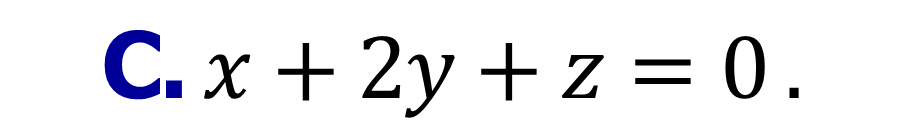 C. x + 2y + z = 0 .